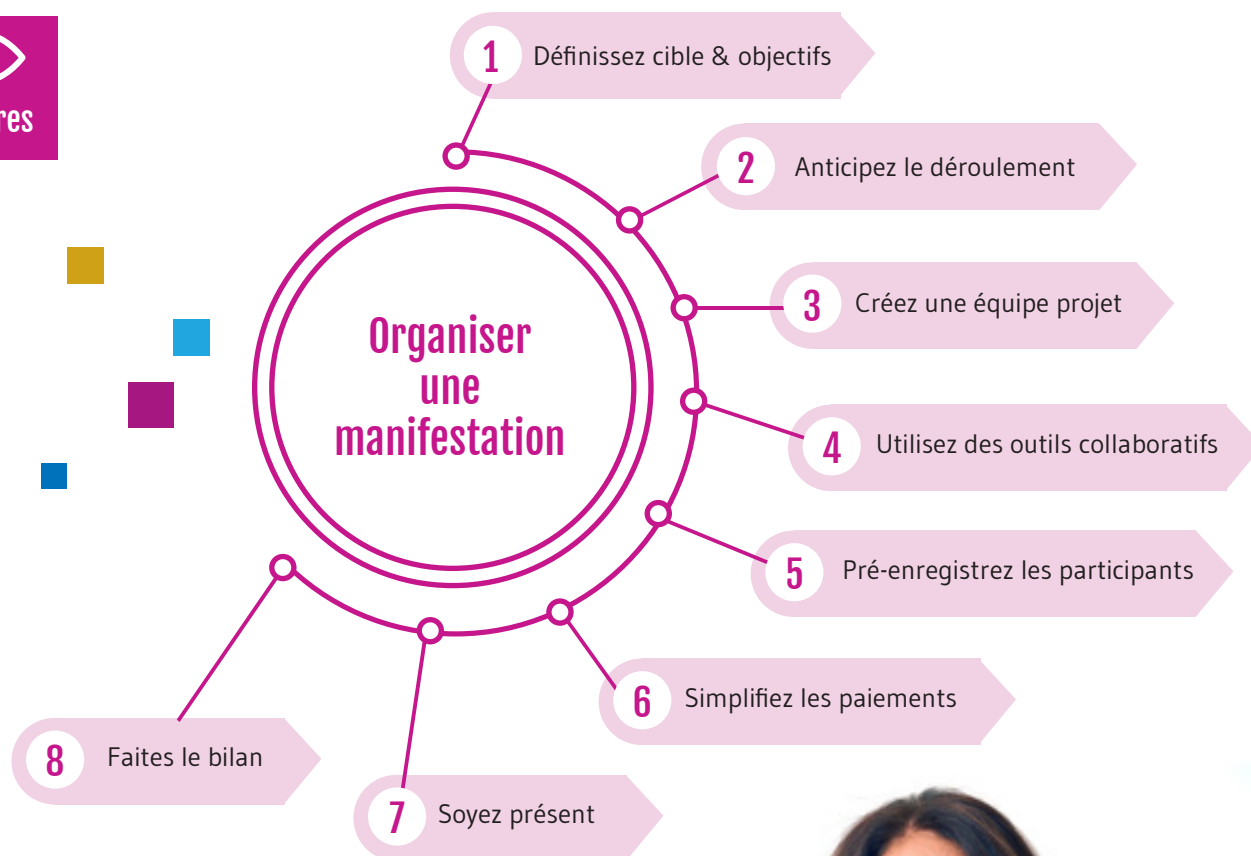 1 Définissez cible & objectifs
2 Anticipez le déroulement
3 Créez une équipe projet
Organiser
une
manifestation
4 Utilisez des outils collaboratifs
5 Pré-enregistrez les participants
6 Simplifiez les paiements
7 Soyez présent
8 Faites le bilan